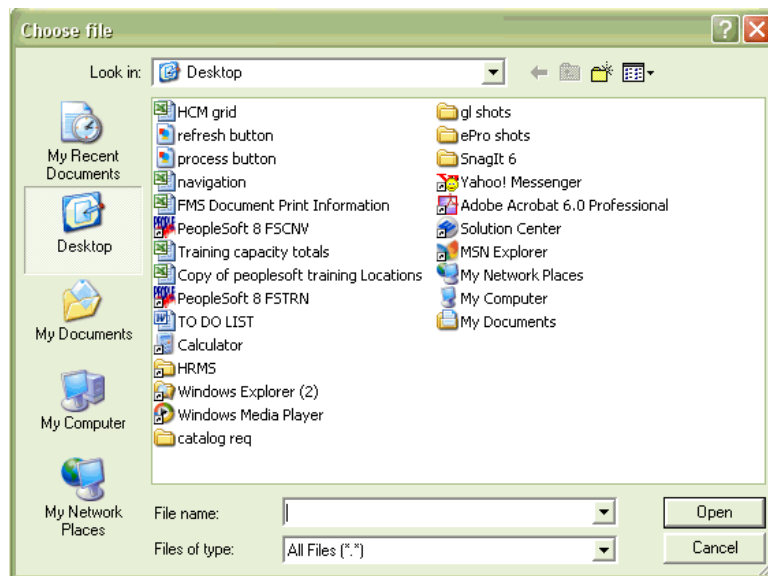 Choose file
Look in:
Desktop
My Recent
Documents
Desktop
My Documents
My Computer
My Network
Places
HCM grid
refresh button
process button
navigation
FMS Document Print Information
PeopleSoft 8 FSCNV
Training capacity totals
Copy of peoplesoft training Locations
PeopleSoft 8 FSTRN
TO DO LIST
Calculator
HRMS
Windows Explorer (2)
Windows Media Player
catalog req
gl shots
ePro shots
SnagIt 6
Yahoo! Messenger
Adobe Acrobat 6.0 Professional
Solution Center
MSN Explorer
My Network Places
My Computer
My Documents
File name:
Open
Files of type:
All Files (*.*)
Cancel